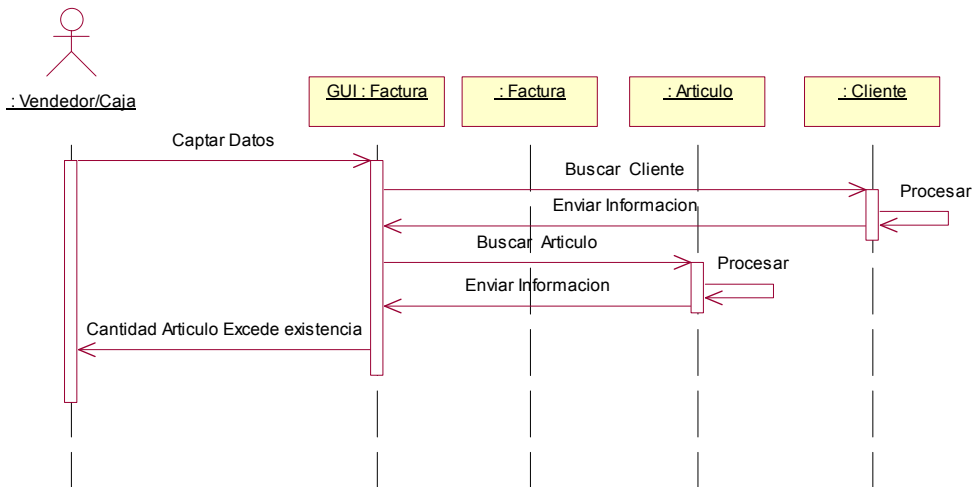 : Vendedor/Caja
GUI : Factura
: Factura
: Articulo
: Cliente
Captar Datos
Buscar Cliente
Procesar
Enviar Informacion
Buscar Articulo
Procesar
Enviar Informacion
Cantidad Articulo Excede existencia